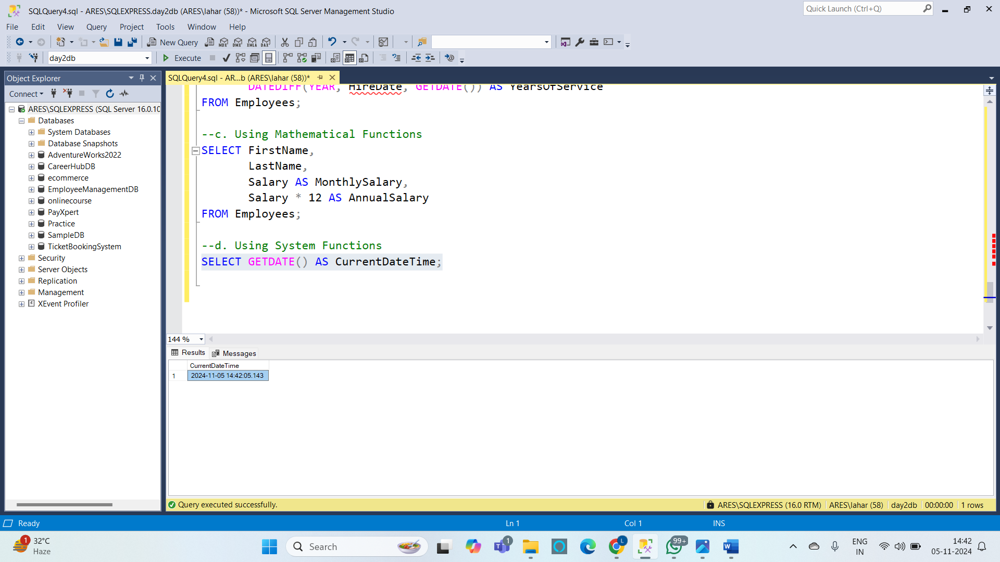 SQLQuery4.sql - ARES\SQLEXPRESS.day2db (ARES\lahar (58))* - Microsoft SQL Server Management Studio
Quick Launch (Ctrl+Q)
File Edit View Query Project Tools Window Help
New Query MDX DMX XMLA DAX
day2db Execute
Object Explorer
Connect
ARES\SQLEXPRESS (SQL Server 16.0.10
Databases
System Databases
Database Snapshots
AdventureWorks2022
CareerHubDB
ecommerce
EmployeeManagementDB
onlinecourse
PayXpert
Practice
SampleDB
TicketBookingSystem
Security
Server Objects
Replication
Management
XEvent Profiler
SQLQuery4.sql - AR...b (ARES\lahar (58))*
DATEDIFF(YEAR, HireDate, GETDATE()) AS YearsOfService
FROM Employees;
--c. Using Mathematical Functions
SELECT FirstName,
LastName,
Salary AS MonthlySalary,
Salary * 12 AS AnnualSalary
FROM Employees;
--d. Using System Functions
SELECT GETDATE() AS CurrentDateTime;
144 %
Results Messages
CurrentDateTime
1 2024-11-05 14:42:05.143
Query executed successfully. ARES\SQLEXPRESS (16.0 RTM) ARES\lahar (58) day2db 00:00:00 1 rows
Ready Ln 1 Col 1 INS
1 32°C
Haze
Search
1
L
99+
ENG
IN
14:42
05-11-2024